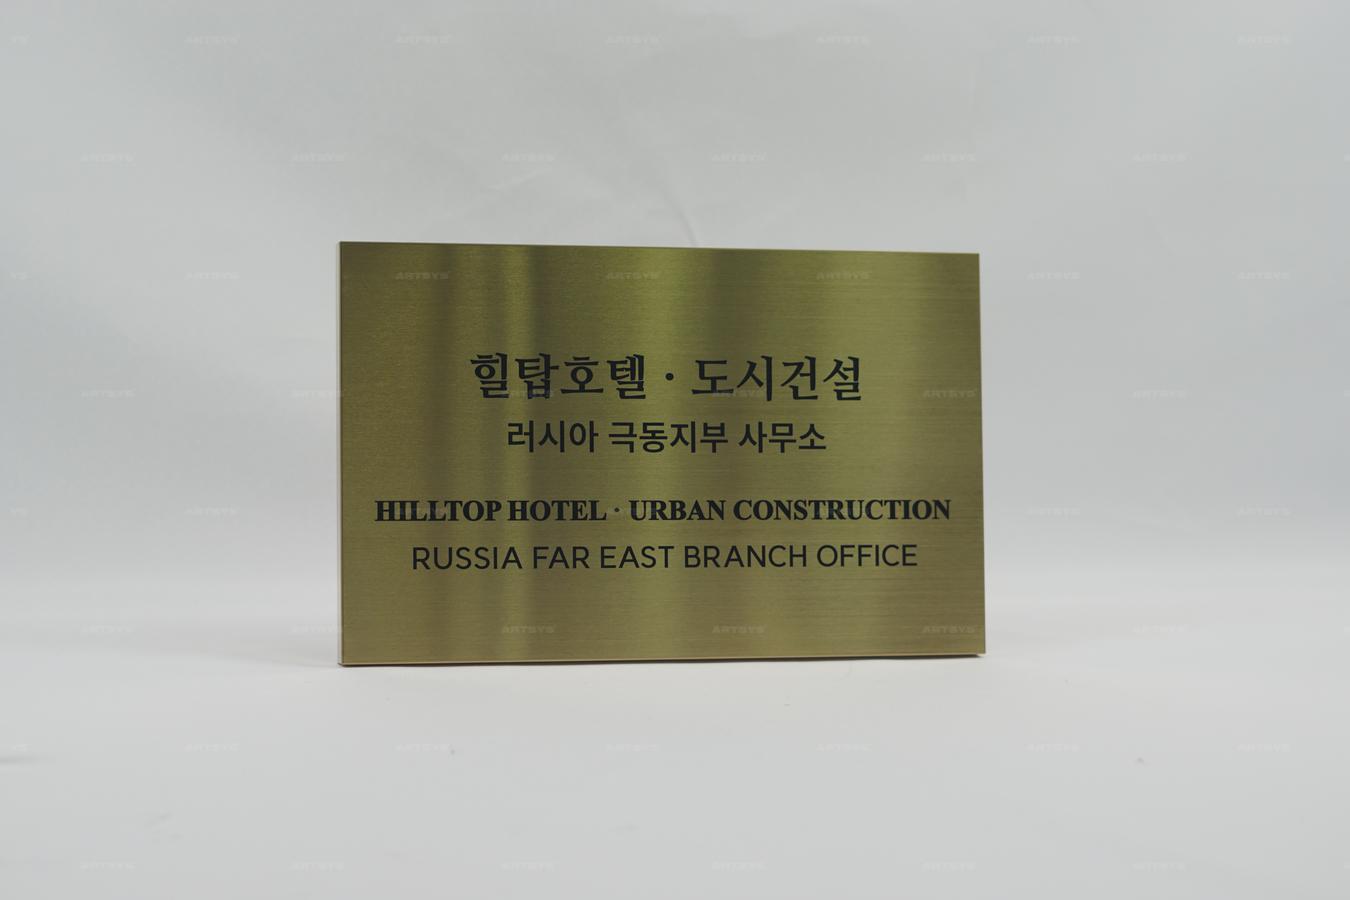 힐탑호텔 · 도시건설
러시아 극동지부 사무소
HILLTOP HOTEL · URBAN CONSTRUCTION
RUSSIA FAR EAST BRANCH OFFICE
ARTSYS